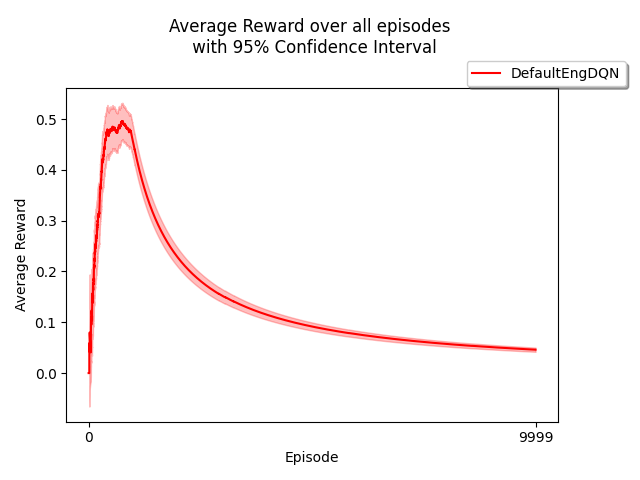 Average Reward over all episodes
with 95% Confidence Interval
DefaultEngDQN
0.5
0.4
0.3
0.2
0.1
0.0
Average Reward
0
9999
Episode